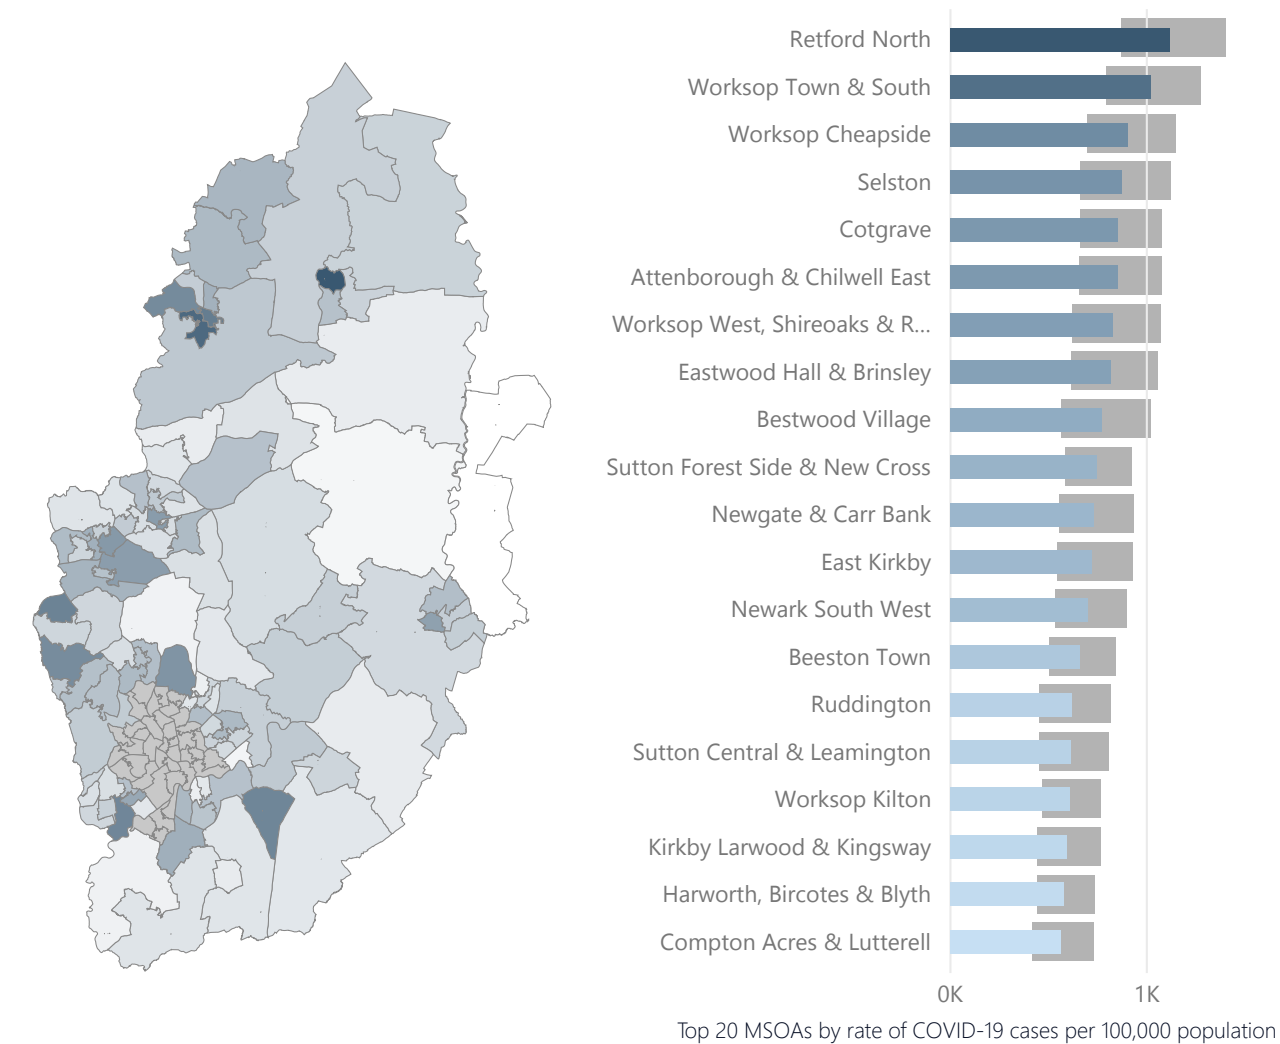 Retford North
Worksop Town & South
Worksop Cheapside
Selston
Cotgrave
Attenborough & Chilwell East
Worksop West, Shireoaks & R...
Eastwood Hall & Brinsley
Bestwood Village
Sutton Forest Side & New Cross
Newgate & Carr Bank
East Kirkby
Newark South West
Beeston Town
Ruddington
Sutton Central & Leamington
Worksop Kilton
Kirkby Larwood & Kingsway
Harworth, Bircotes & Blyth
Compton Acres & Lutterell
0K 1K
Top 20 MSOAs by rate of COVID-19 cases per 100,000 population